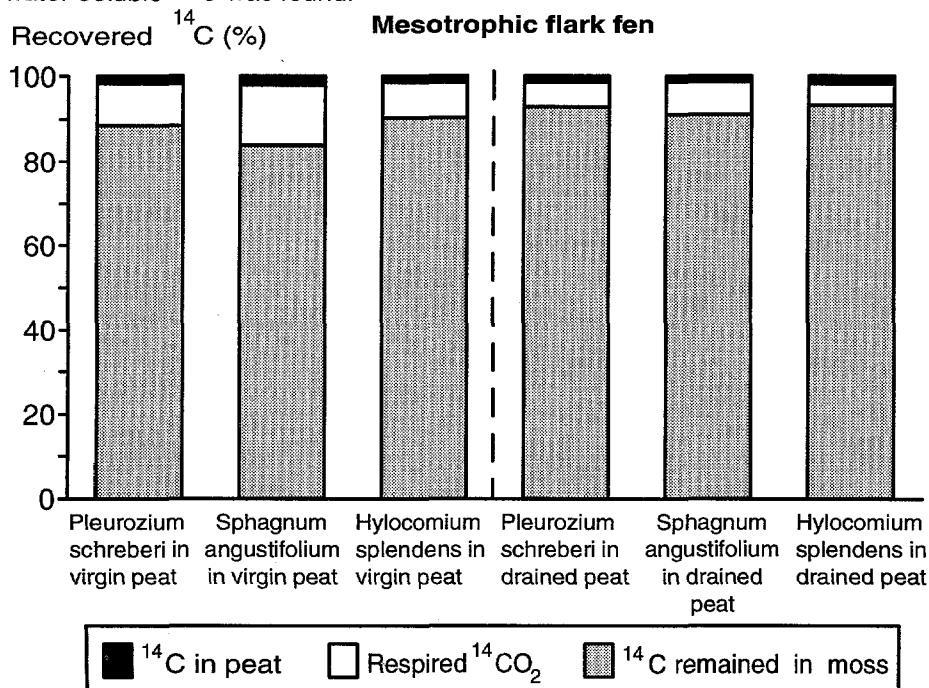 Mesotrophic flark fen
Recovered ¹⁴C (%)
100
80
60
40
20
0
Pleurozium schreberi in virgin peat
Sphagnum angustifolium in virgin peat
Hylocomium splendens in virgin peat
Pleurozium schreberi in drained peat
Sphagnum angustifolium in drained peat
Hylocomium splendens in drained peat
¹⁴C in peat
Respired ¹⁴CO₂
¹⁴C remained in moss